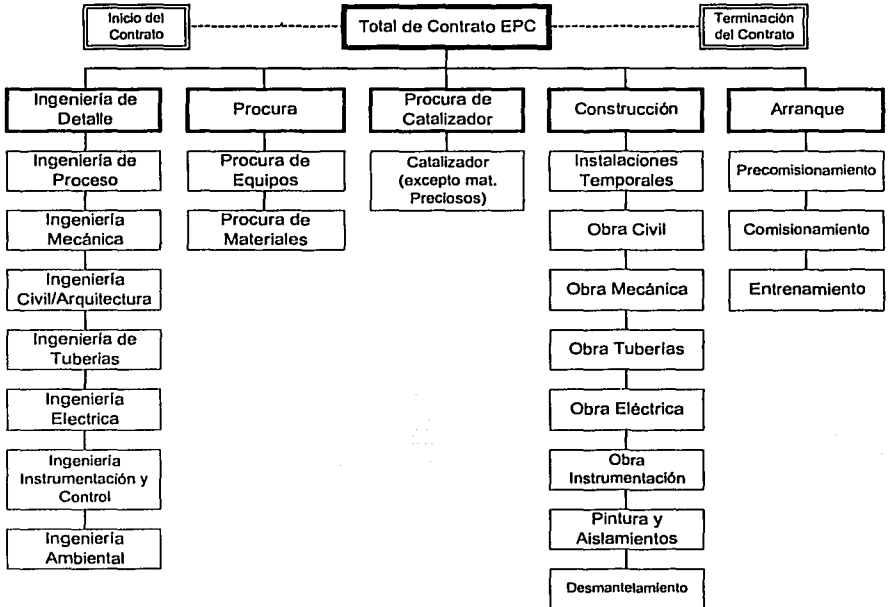 Inicio del
Contrato
Total de Contrato EPC
Terminación
del Contrato
Ingeniería de
Detalle
Procura
Procura de
Catalizador
Construcción
Arranque
Ingeniería de
Proceso
Ingeniería
Mecánica
Ingeniería
Civil/Arquitectura
Ingeniería de
Tuberías
Ingeniería
Electrica
Ingeniería
Instrumentación y
Control
Ingeniería
Ambiental
Procura de
Equipos
Procura de
Materiales
Catalizador
(excepto mat.
Preciosos)
Instalaciones
Temporales
Obra Civil
Obra Mecánica
Obra Tuberías
Obra Eléctrica
Obra
Instrumentación
Pintura y
Aislamientos
Desmantelamiento
Precomisionamiento
Comisionamiento
Entrenamiento